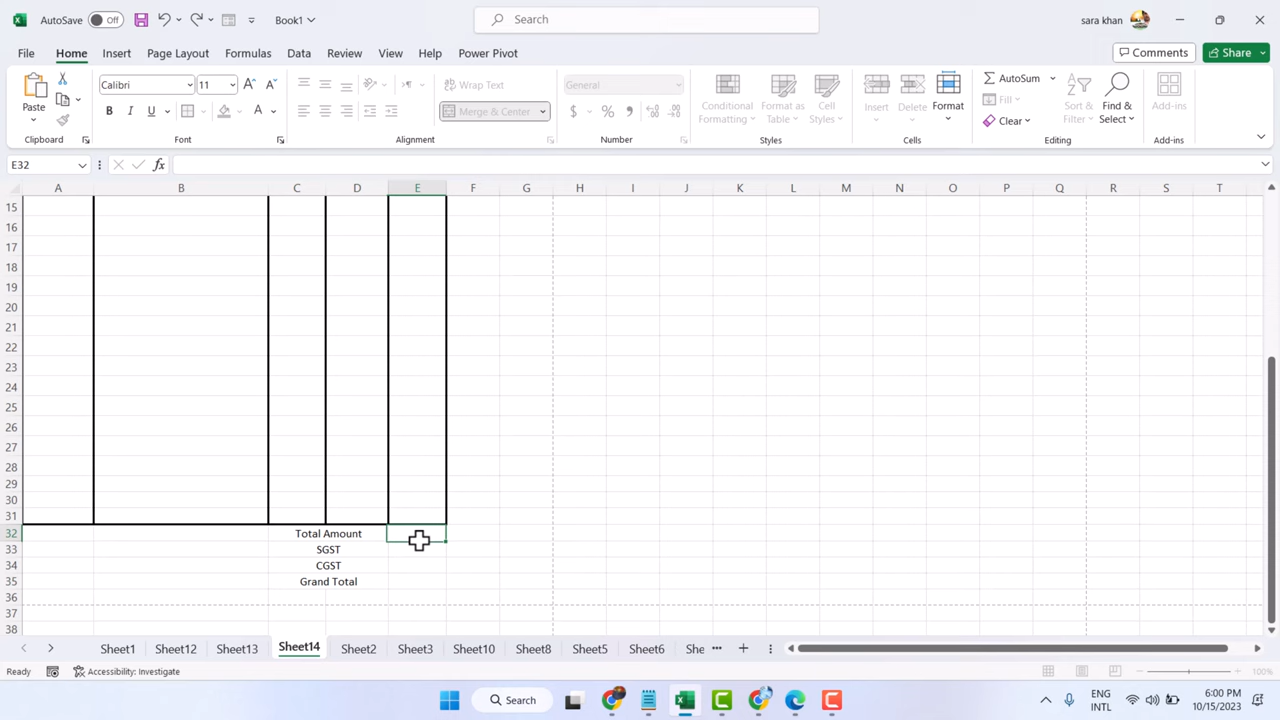 AutoSave Off Book1 Search sara khan
File Home Insert Page Layout Formulas Data Review View Help Power Pivot Comments Share
Paste
Clipboard
Calibri 11
B I U A
Font
Wrap Text
Merge & Center
Alignment
General
$ % 9
Number
Conditional Formatting
Format as Table
Cell Styles
Styles
Insert
Delete
Format
Cells
AutoSum
Fill
Clear
Sort & Filter
Find & Select
Editing
Add-ins
Add-ins
E32 fx
A B C D E F G H I J K L M N O P Q R S T
15
16
17
18
19
20
21
22
23
24
25
26
27
28
29
30
31
32 Total Amount
33 SGST
34 CGST
35 Grand Total
36
37
38
Sheet1 Sheet12 Sheet13 Sheet14 Sheet2 Sheet3 Sheet10 Sheet8 Sheet5 Sheet6 She ...
Ready Accessibility: Investigate 100%
Search ENG INTL 6:00 PM 10/15/2023